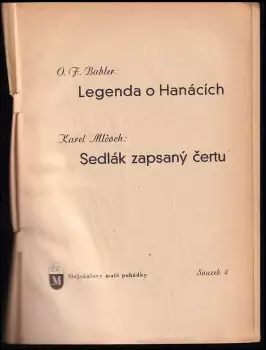 O. F. Babler:
Legenda o Hanácích
Karel Mlčoch:
Sedlák zapsaný čertu
M
Stejskalovy malé pohádky
Svazek 4